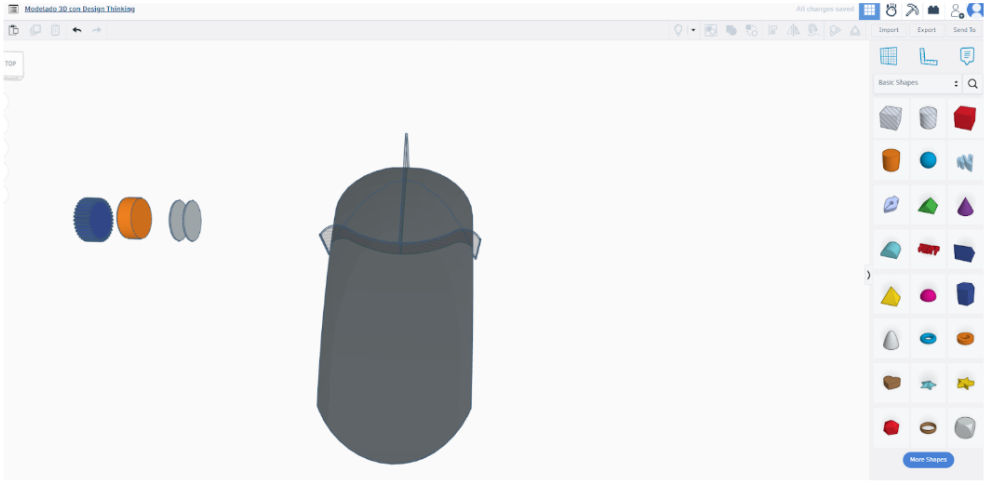 Modelado 3D con Design Thinking
All changes saved
Import
Export
Send To
TOP
Basic Shapes
More Shapes